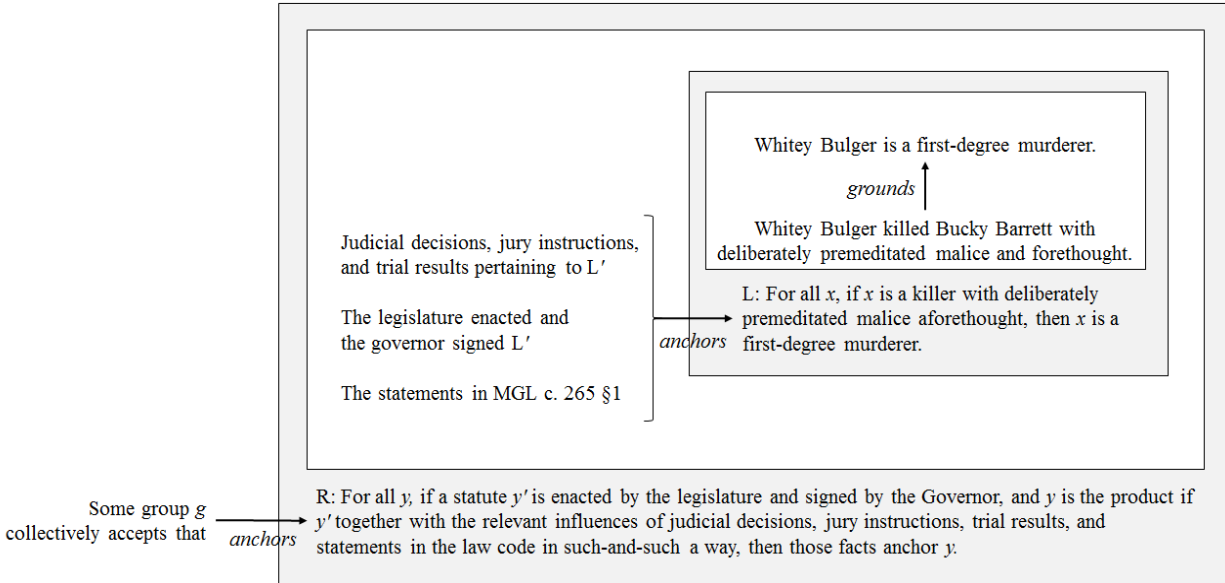 Whitey Bulger is a first-degree murderer.
grounds
Whitey Bulger killed Bucky Barrett with
deliberately premeditated malice and forethought.
Judicial decisions, jury instructions,
and trial results pertaining to L'
The legislature enacted and
the governor signed L'
The statements in MGL c. 265 §1
anchors
L: For all x, if x is a killer with deliberately
premeditated malice aforethought, then x is a
first-degree murderer.
Some group g
collectively accepts that
anchors
R: For all y, if a statute y' is enacted by the legislature and signed by the Governor, and y is the product if
y' together with the relevant influences of judicial decisions, jury instructions, trial results, and
statements in the law code in such-and-such a way, then those facts anchor y.